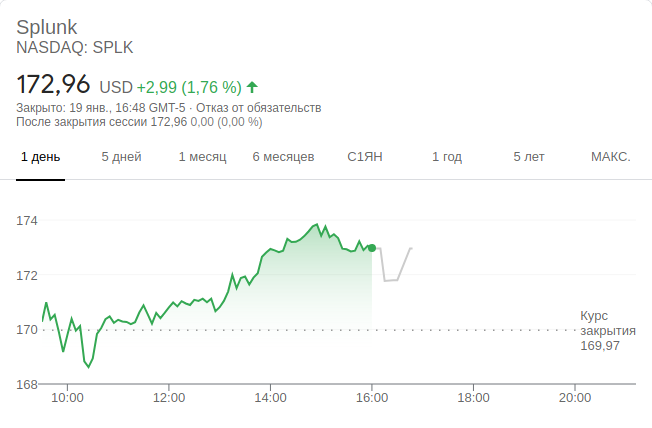 Splunk
NASDAQ: SPLK
172,96 USD +2,99 (1,76 %)
Закрыто: 19 янв., 16:48 GMT-5 · Отказ от обязательств
После закрытия сессии 172,96 0,00 (0,00 %)
1 день 5 дней 1 месяц 6 месяцев С1ЯН 1 год 5 лет МАКС.
174
172
170
Курс
закрытия
169,97
168
10:00 12:00 14:00 16:00 18:00 20:00